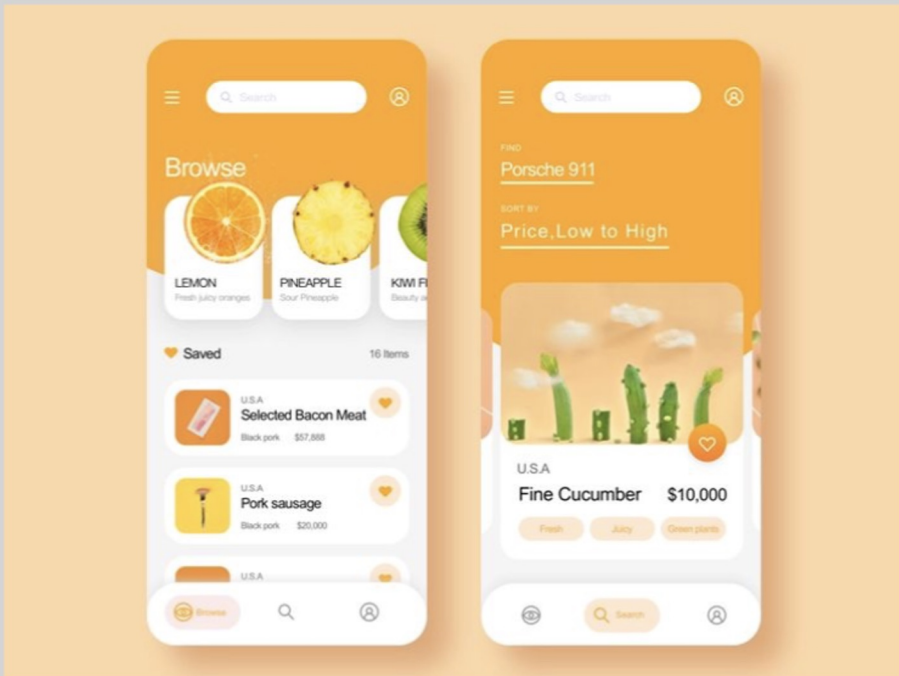 Search
Browse
LEMON
Fresh juicy oranges
PINEAPPLE
Sour Pineapple
KIWI F
Beauty
Saved
16 Items
U.S.A
Selected Bacon Meat
Black pork $57,888
U.S.A
Pork sausage
Black pork $20,000
U.S.A
Browse
Search
FIND
Porsche 911
SORT BY
Price,Low to High
U.S.A
Fine Cucumber $10,000
Fresh Juicy Green plants
Search